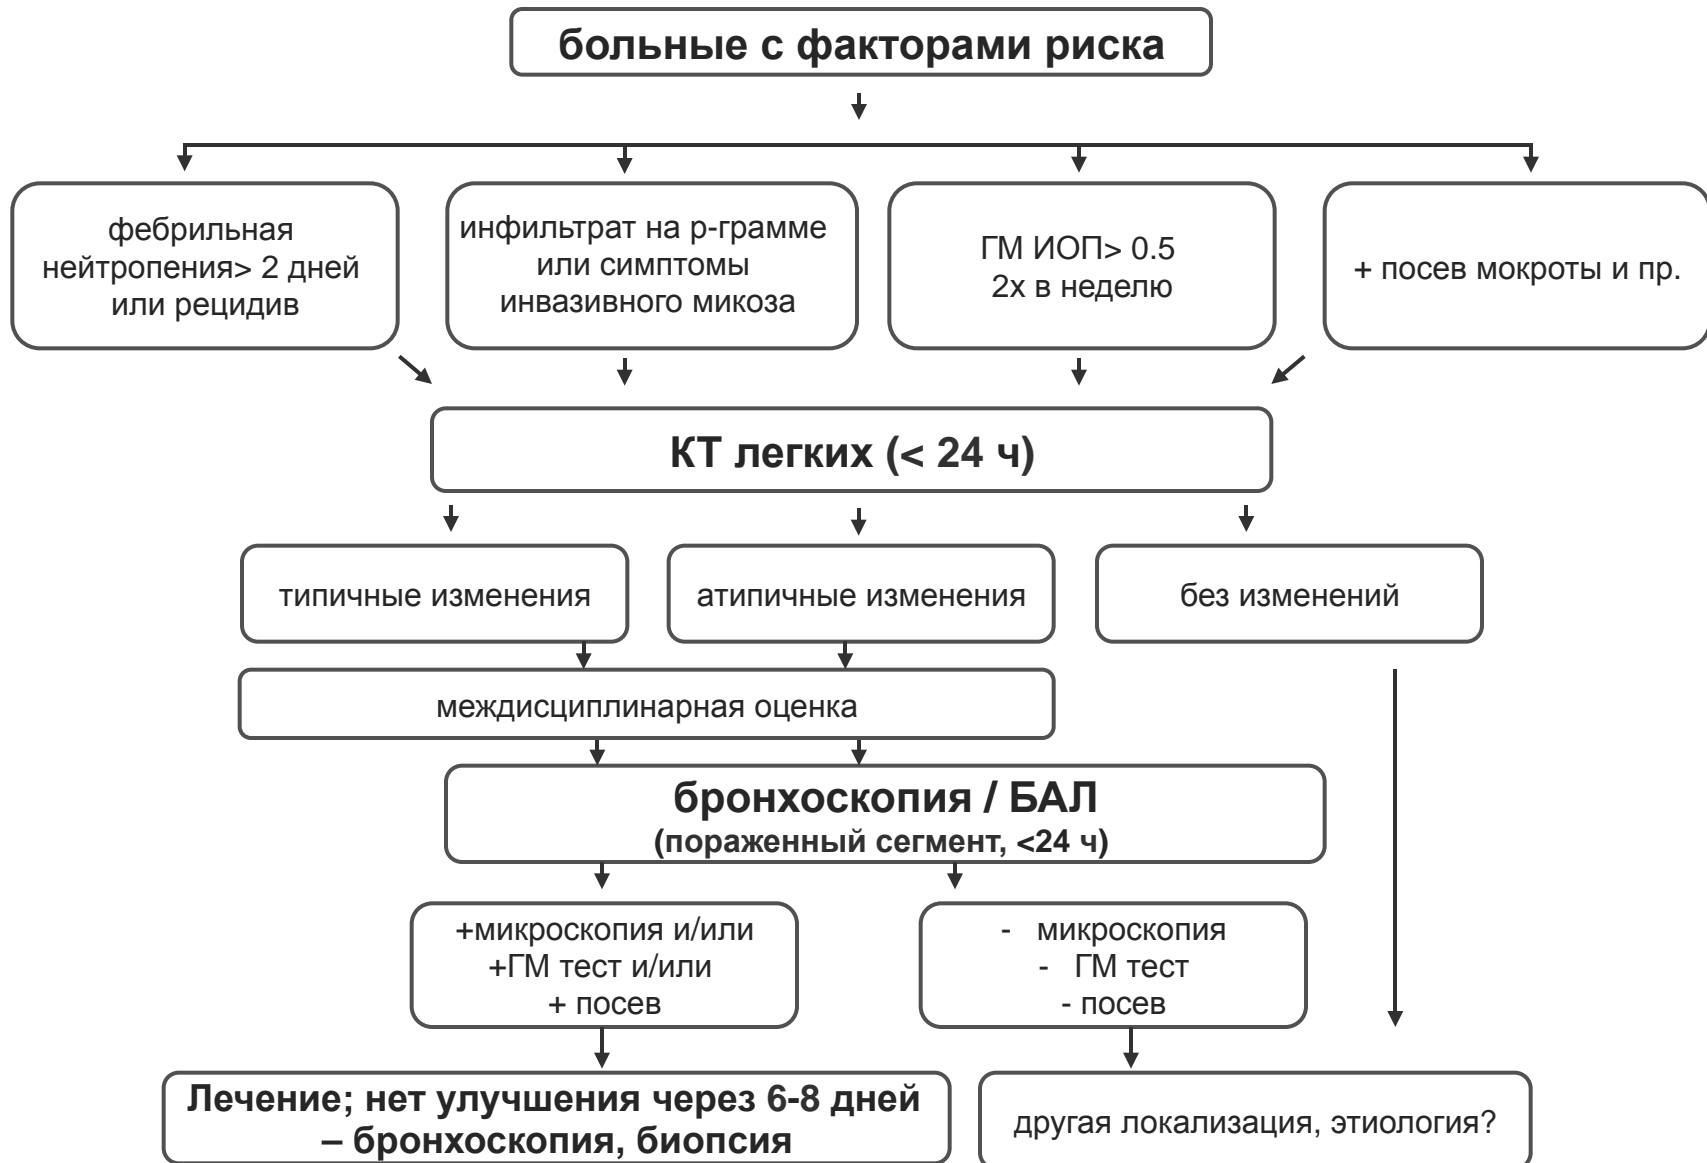 больные с факторами риска
фебрильная
нейтропения> 2 дней
или рецидив
инфильтрат на р-грамме
или симптомы
инвазивного микоза
ГМ ИОП> 0.5
2х в неделю
+ посев мокроты и пр.
КТ легких (< 24 ч)
типичные изменения
атипичные изменения
без изменений
междисциплинарная оценка
бронхоскопия / БАЛ
(пораженный сегмент, <24 ч)
+микроскопия и/или
+ГМ тест и/или
+ посев
- микроскопия
- ГМ тест
- посев
Лечение; нет улучшения через 6-8 дней
– бронхоскопия, биопсия
другая локализация, этиология?